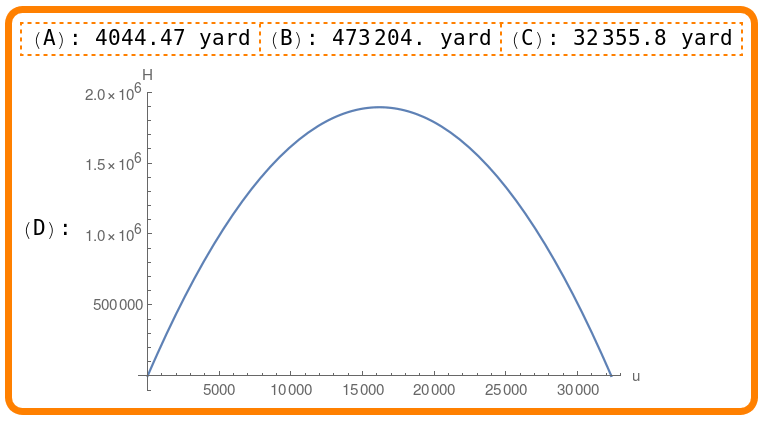 (A): 4044.47 yard (B): 473204. yard (C): 32355.8 yard
H
2.0×10^6
1.5×10^6
(D): 1.0×10^6
500000
5000 10000 15000 20000 25000 30000 u